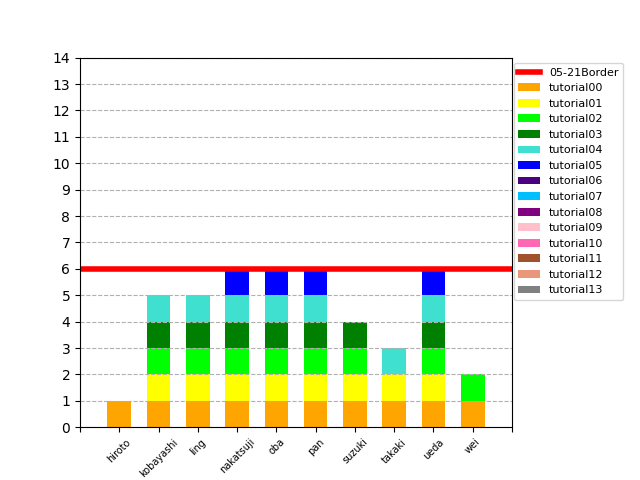 14
13
12
11
10
9
8
7
6
5
4
3
2
1
0
hiroto
kobayashi
ling
nakatsuji
oba
pan
suzuki
takaki
ueda
wei
05-21Border
tutorial00
tutorial01
tutorial02
tutorial03
tutorial04
tutorial05
tutorial06
tutorial07
tutorial08
tutorial09
tutorial10
tutorial11
tutorial12
tutorial13